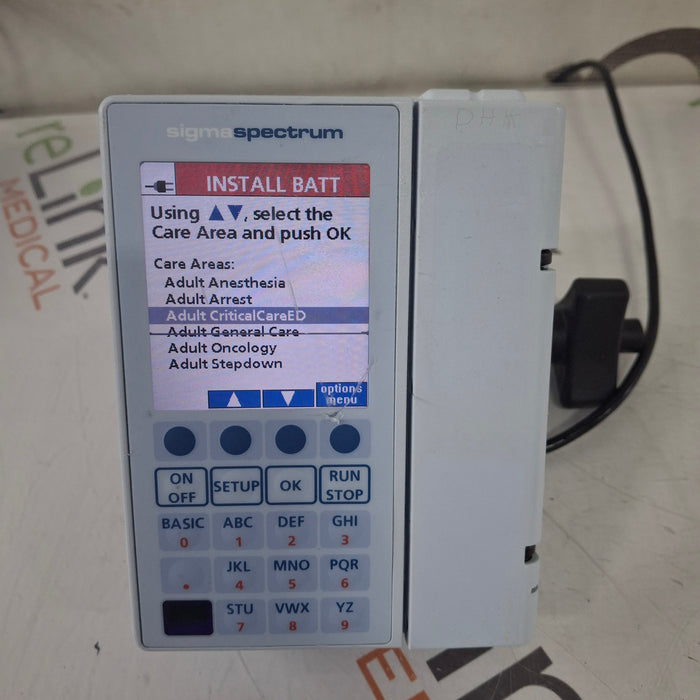 DHK
sigmaspectrum
INSTALL BATT
Using ▲▼, select the
Care Area and push OK
Care Areas:
Adult Anesthesia
Adult Arrest
Adult CriticalCareED
Adult General Care
Adult Oncology
Adult Stepdown
options
menu
ON
OFF
SETUP
OK
RUN
STOP
BASIC ABC DEF GHI
0 1 2 3
JKL MNO PQR
. 4 5 6
STU VWX YZ
7 8 9
reLink
MEDICAL